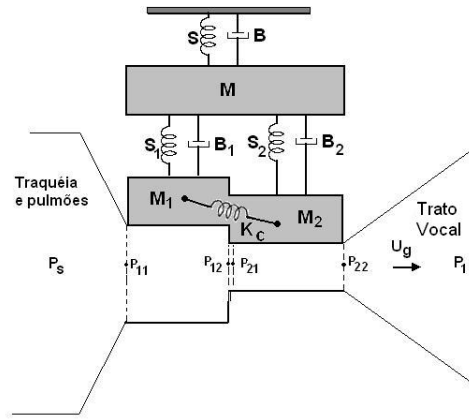 S
B
M
S1
B1
S2
B2
Traquéia
e pulmões
M1
Kc
M2
Trato
Vocal
Ps
P11
P12
P21
P22
Ug
P1